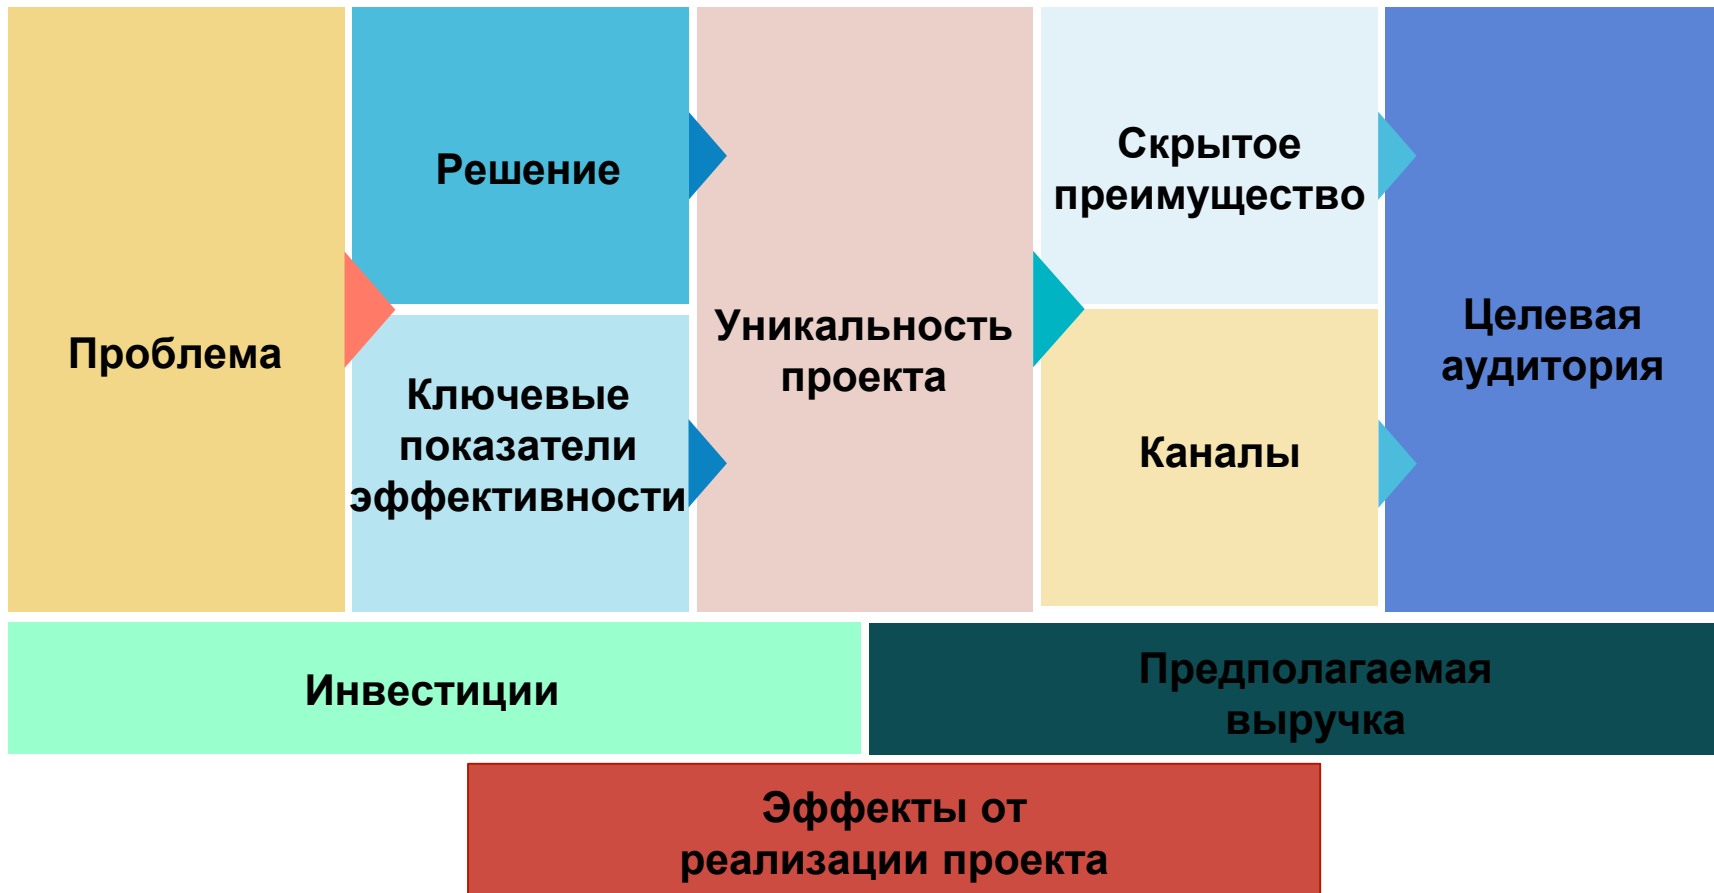 Проблема
Решение
Ключевые
показатели
эффективности
Уникальность
проекта
Скрытое
преимущество
Каналы
Целевая
аудитория
Инвестиции
Предполагаемая
выручка
Эффекты от
реализации проекта